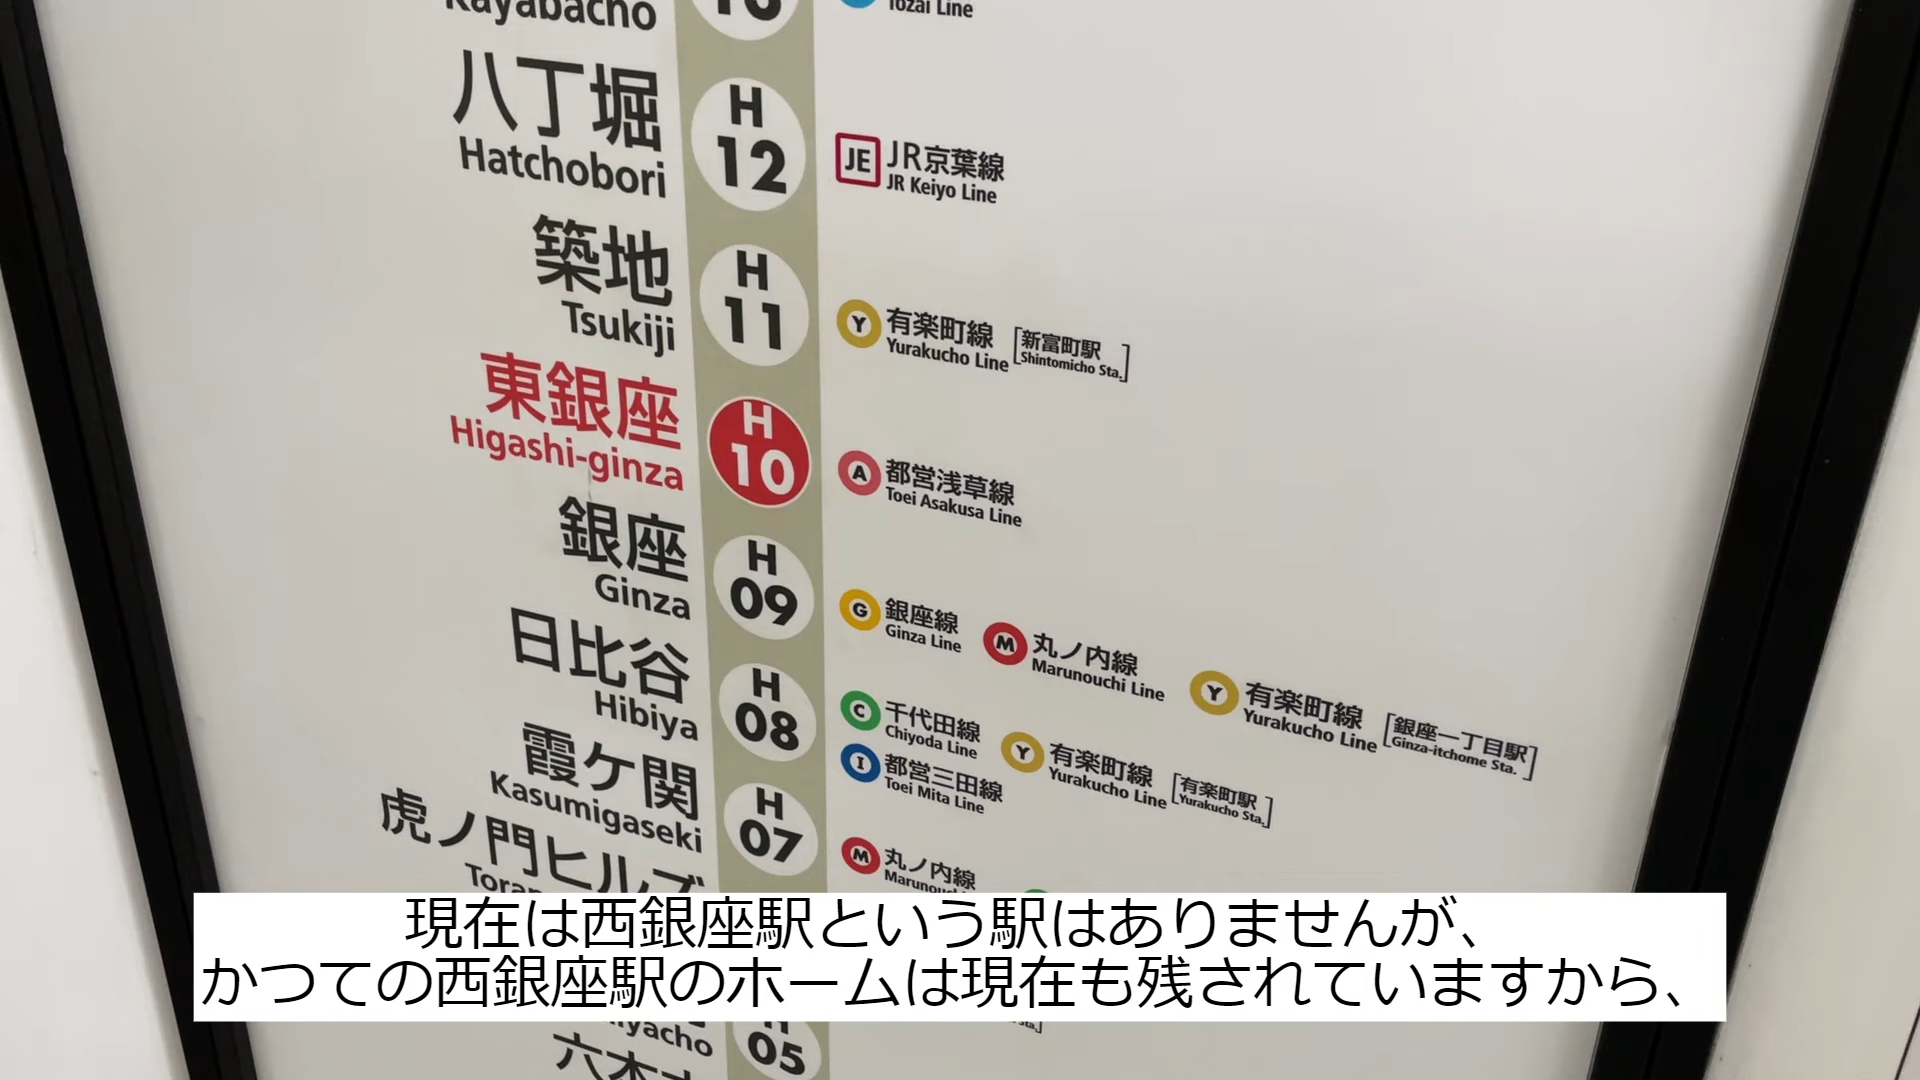 Kayabacho
Tozai Line
八丁堀
Hatchobori
H
12
JE
JR京葉線
JR Keiyo Line
築地
Tsukiji
H
11
Y
有楽町線
Yurakucho Line
新富町駅
Shintomicho Sta.
東銀座
Higashi-ginza
H
10
A
都営浅草線
Toei Asakusa Line
銀座
Ginza
H
09
G
銀座線
Ginza Line
M
丸ノ内線
Marunouchi Line
Y
有楽町線
Yurakucho Line
銀座一丁目駅
Ginza-itchome Sta.
日比谷
Hibiya
H
08
C
千代田線
Chiyoda Line
Y
有楽町線
Yurakucho Line
有楽町駅
Yurakucho Sta.
I
都営三田線
Toei Mita Line
霞ケ関
Kasumigaseki
H
07
M
丸ノ内線
虎ノ門ヒルズ
現在は西銀座駅という駅はありませんが、
かつての西銀座駅のホームは現在も残されていますから、
H
05